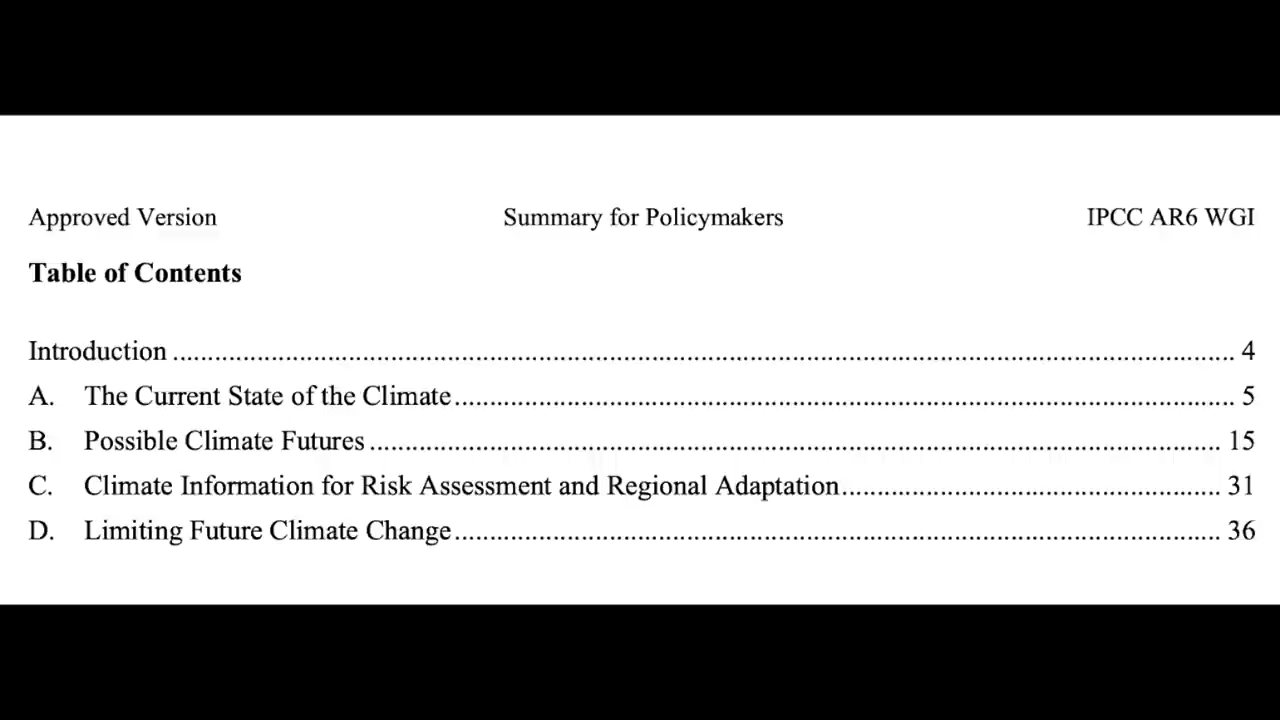 Approved Version Summary for Policymakers IPCC AR6 WGI
Table of Contents
Introduction ........................................................................................................................................................ 4
A. The Current State of the Climate ................................................................................................................ 5
B. Possible Climate Futures ........................................................................................................................... 15
C. Climate Information for Risk Assessment and Regional Adaptation ...................................................... 31
D. Limiting Future Climate Change ............................................................................................................. 36